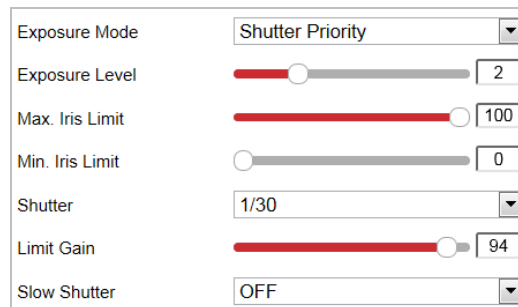 Exposure Mode Shutter Priority
Exposure Level 2
Max. Iris Limit 100
Min. Iris Limit 0
Shutter 1/30
Limit Gain 94
Slow Shutter OFF